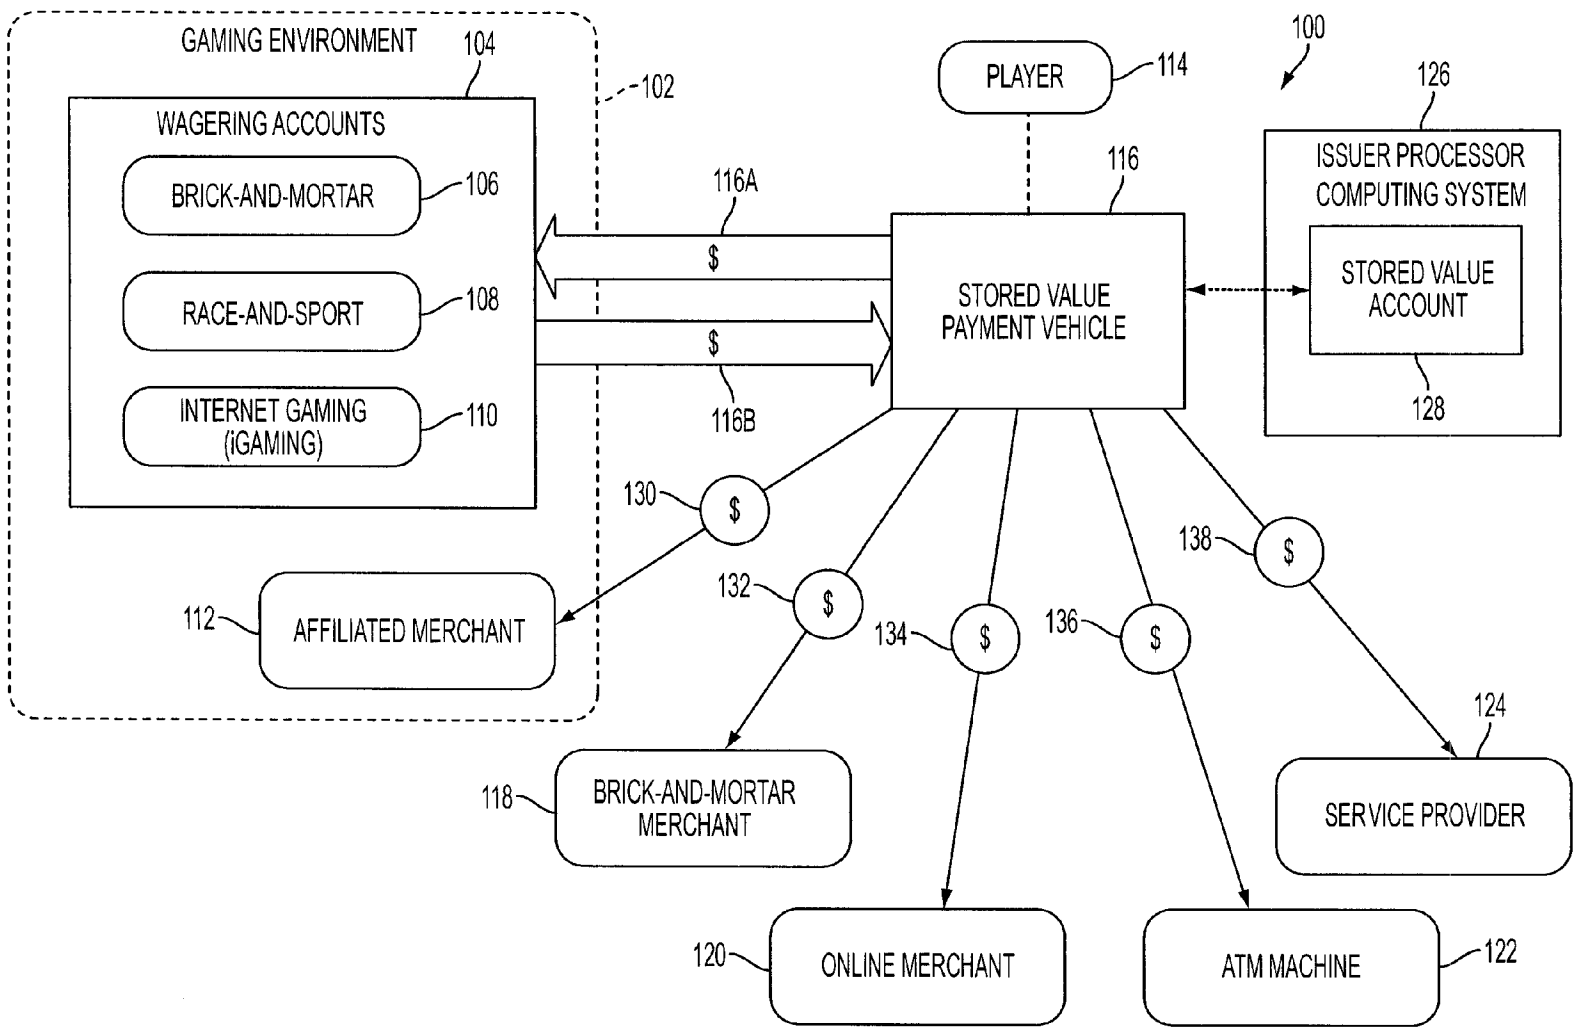 GAMING ENVIRONMENT
104
102
WAGERING ACCOUNTS
BRICK-AND-MORTAR
106
RACE-AND-SPORT
108
INTERNET GAMING
(iGAMING)
110
AFFILIATED MERCHANT
112
116A
$
$
116B
PLAYER
114
100
116
STORED VALUE
PAYMENT VEHICLE
126
ISSUER PROCESSOR
COMPUTING SYSTEM
STORED VALUE
ACCOUNT
128
130
$
132
$
134
$
136
$
138
$
118
BRICK-AND-MORTAR
MERCHANT
120
ONLINE MERCHANT
ATM MACHINE
122
124
SERVICE PROVIDER